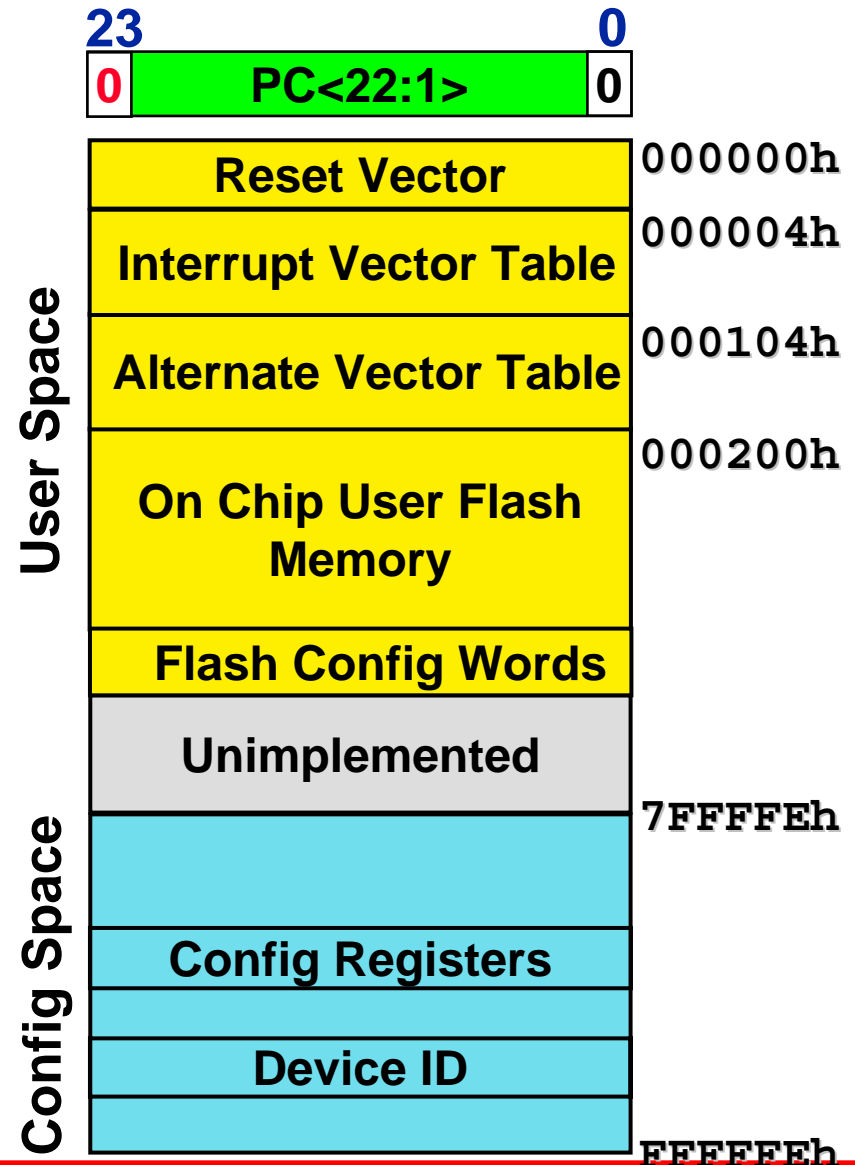 23 0
0 PC<22:1> 0
Reset Vector 000000h
000004h
Interrupt Vector Table
000104h
Alternate Vector Table
User Space
000200h
On Chip User Flash
Memory
Flash Config Words
Unimplemented
7FFFFEh
Config Space
Config Registers
Device ID
FFFFFEh